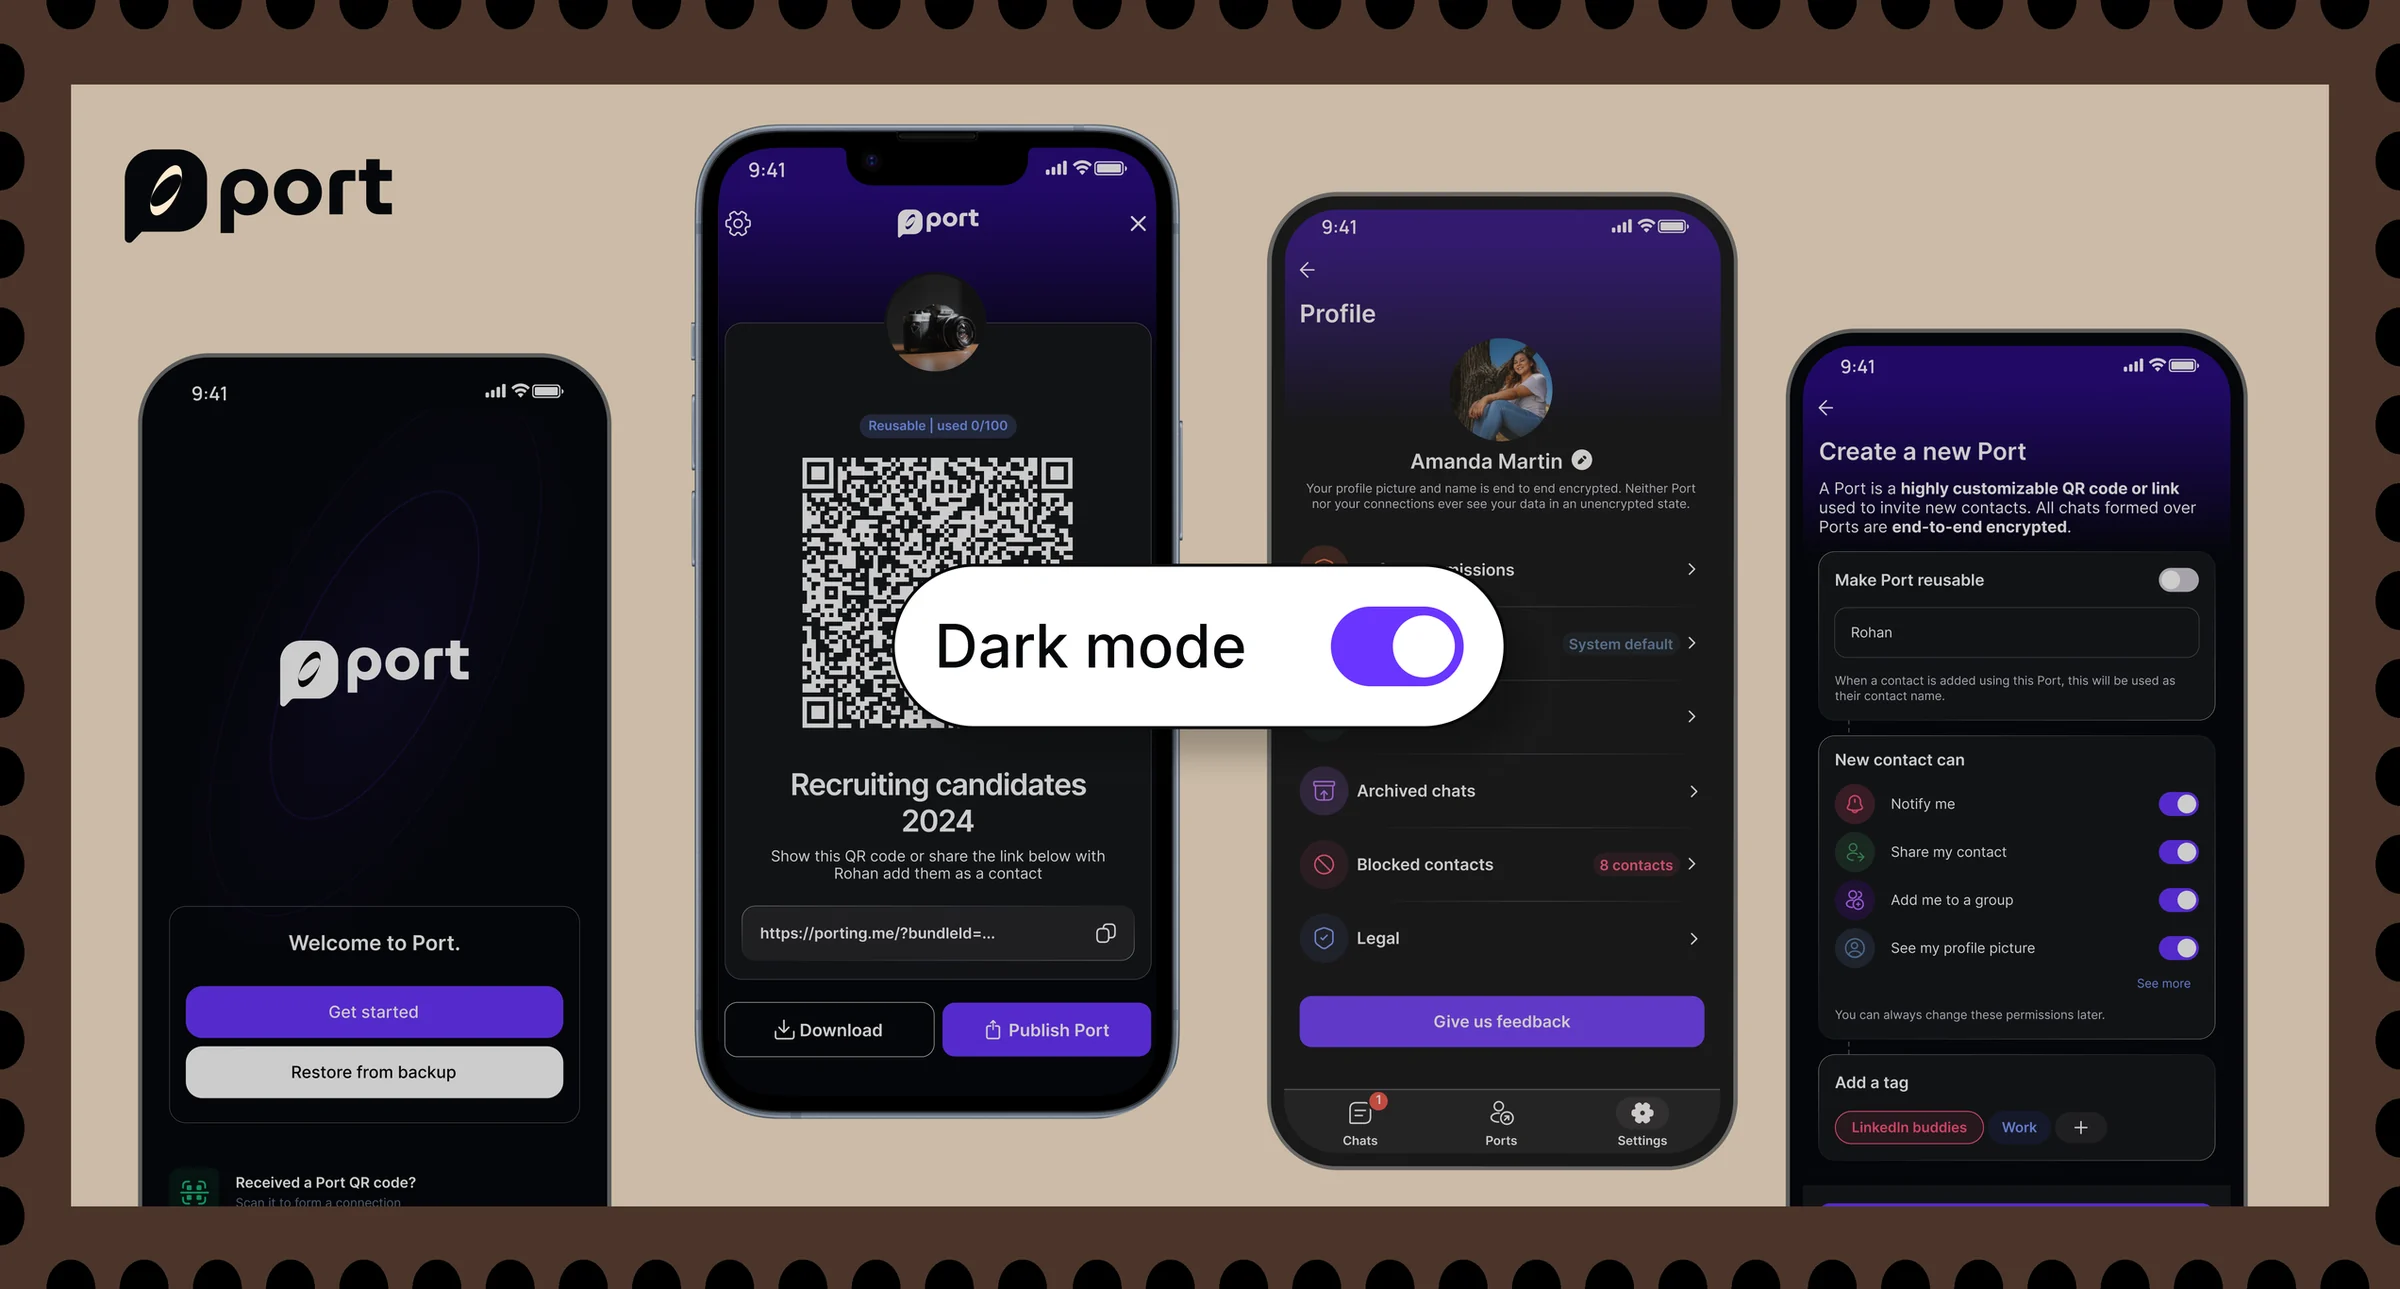 port
9:41
port
Welcome to Port.
Get started
Restore from backup
Received a Port QR code?
Scan it to form a connection
9:41
port
Reusable | used 0/100
Recruiting candidates
2024
Show this QR code or share the link below with
Rohan add them as a contact
https://porting.me/?bundleId=...
Download
Publish Port
Dark mode
9:41
Profile
Amanda Martin
Your profile picture and name is end to end encrypted. Neither Port
nor your connections ever see your data in an unencrypted state.
System default
Archived chats
Blocked contacts
8 contacts
Legal
Give us feedback
1
Chats
Ports
Settings
9:41
Create a new Port
A Port is a highly customizable QR code or link
used to invite new contacts. All chats formed over
Ports are end-to-end encrypted.
Make Port reusable
Rohan
When a contact is added using this Port, this will be used as
their contact name.
New contact can
Notify me
Share my contact
Add me to a group
See my profile picture
See more
You can always change these permissions later.
Add a tag
LinkedIn buddies
Work